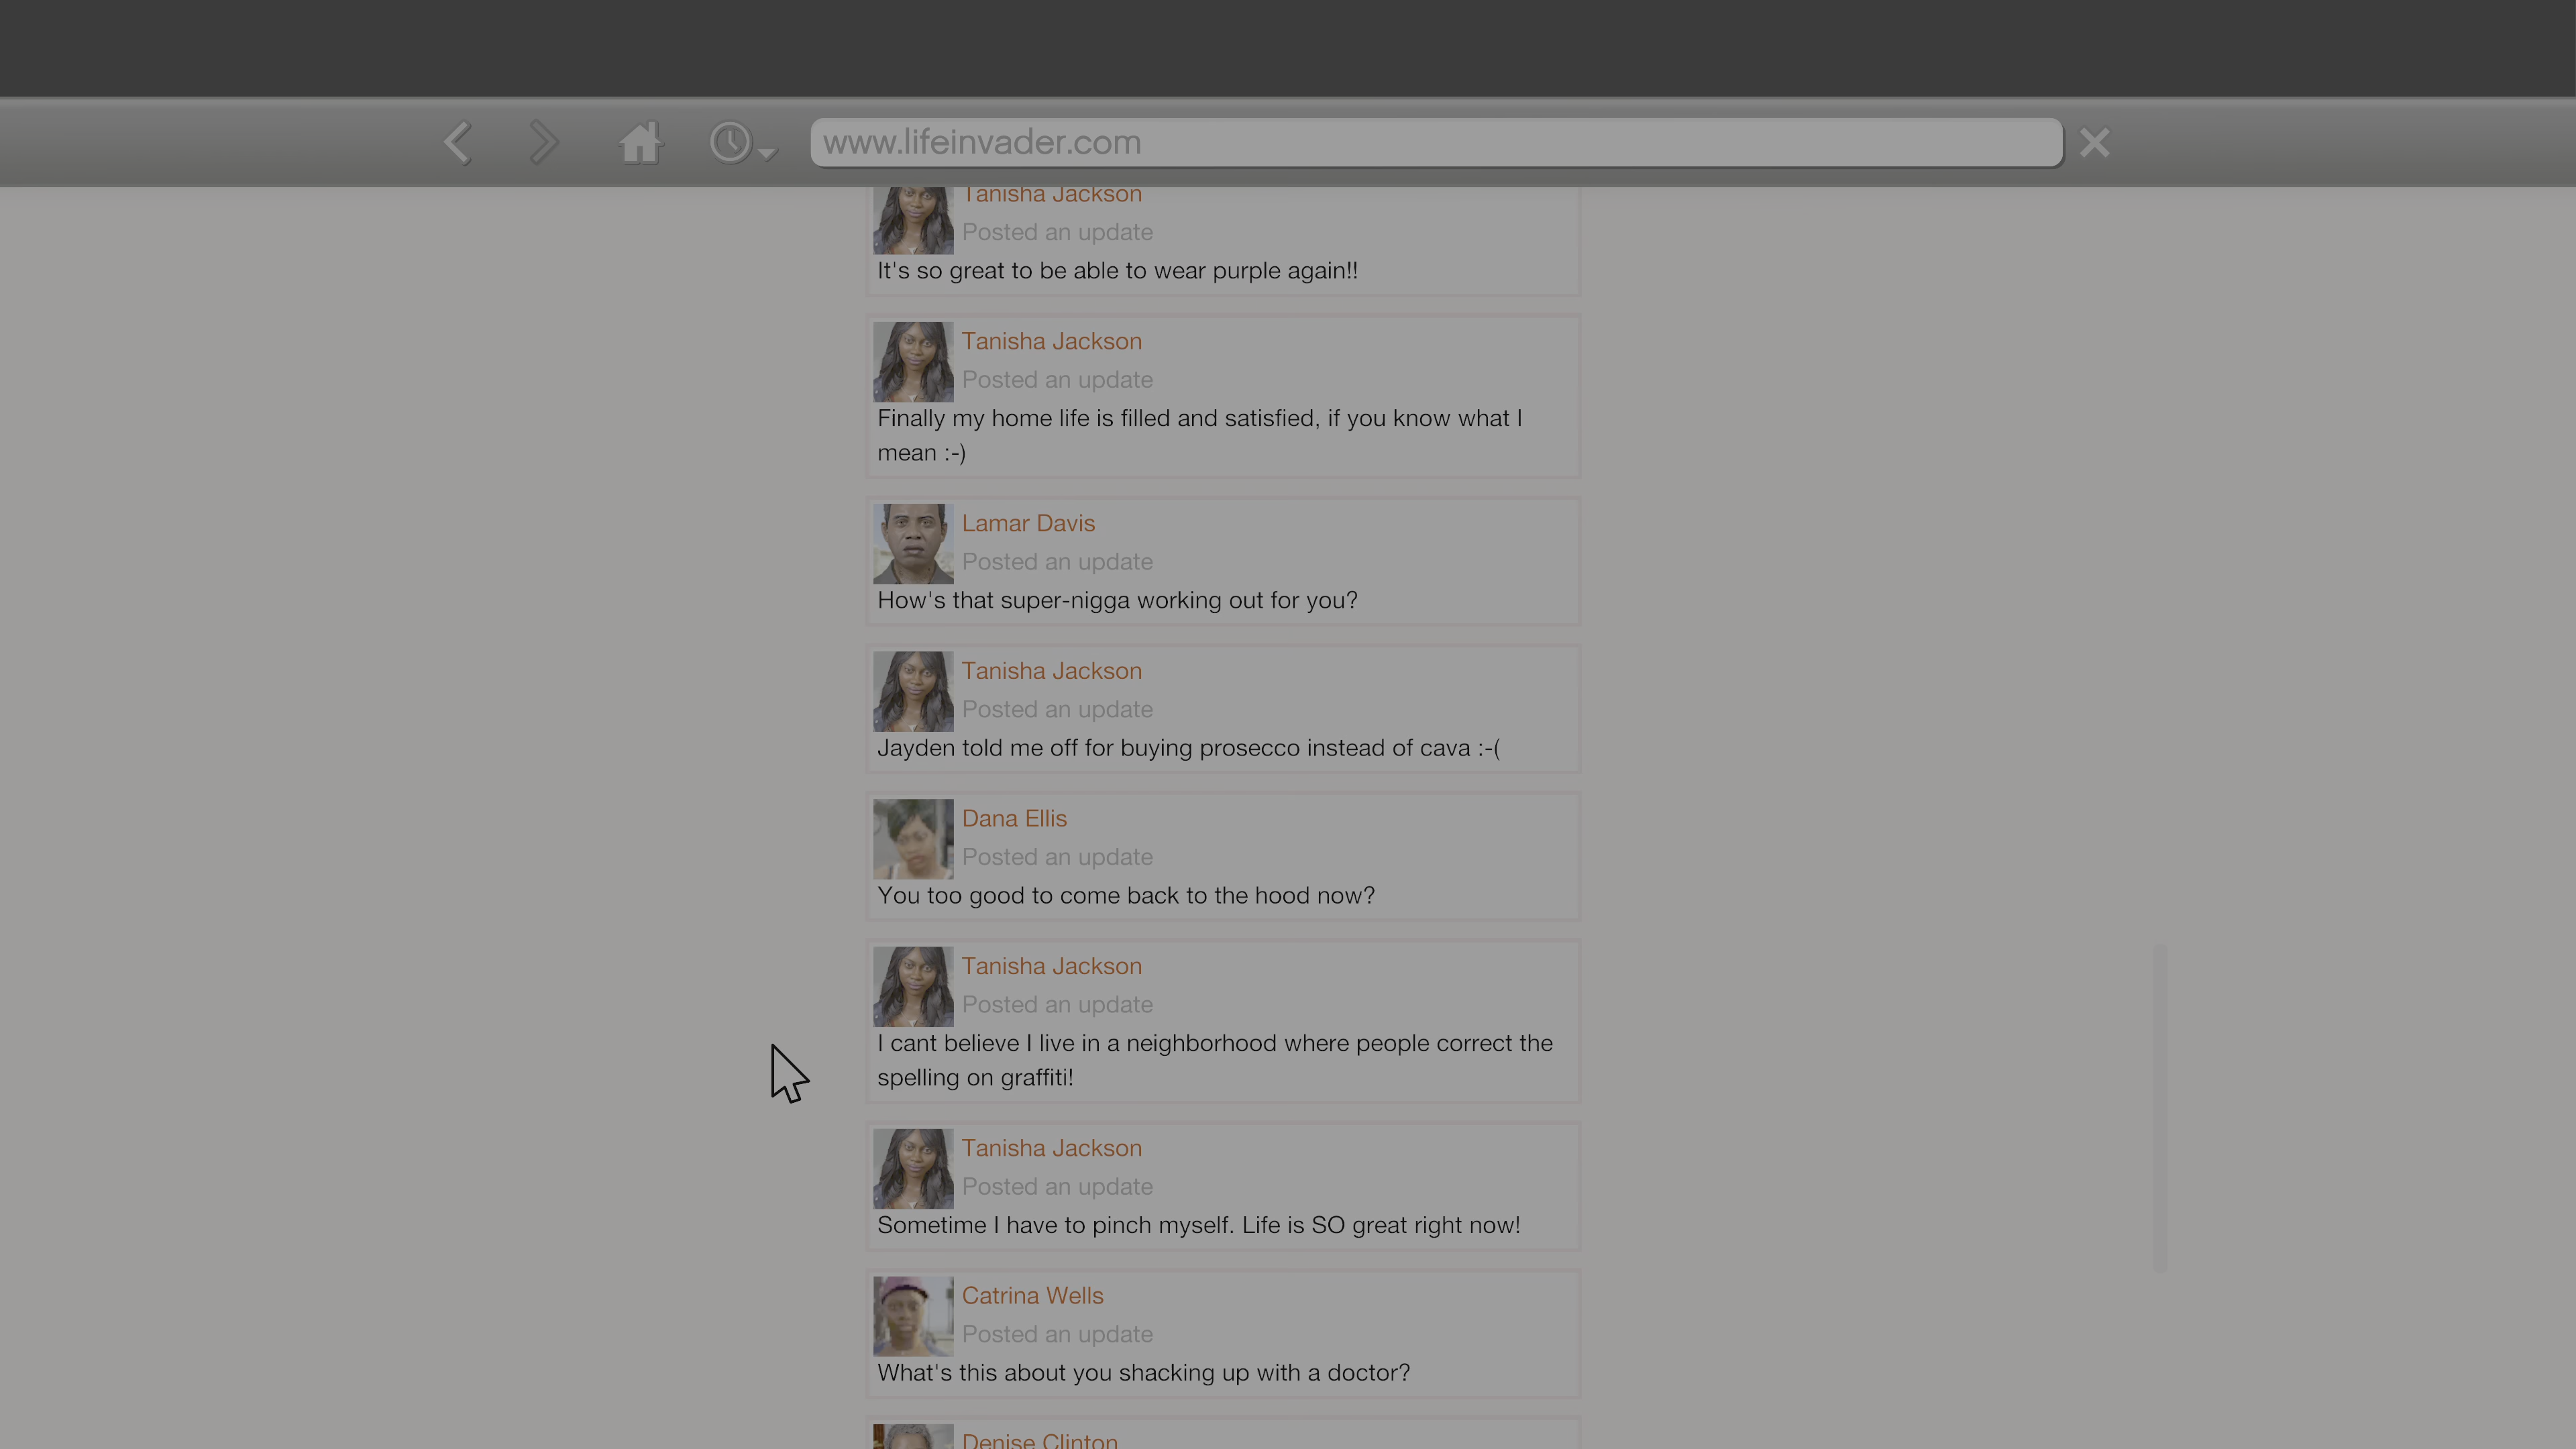 www.lifeinvader.com
Tanisha Jackson
Posted an update
It's so great to be able to wear purple again!!
Tanisha Jackson
Posted an update
Finally my home life is filled and satisfied, if you know what I
mean :-)
Lamar Davis
Posted an update
How's that super-nigga working out for you?
Tanisha Jackson
Posted an update
Jayden told me off for buying prosecco instead of cava :-(
Dana Ellis
Posted an update
You too good to come back to the hood now?
Tanisha Jackson
Posted an update
I cant believe I live in a neighborhood where people correct the
spelling on graffiti!
Tanisha Jackson
Posted an update
Sometime I have to pinch myself. Life is SO great right now!
Catrina Wells
Posted an update
What's this about you shacking up with a doctor?
Denise Clinton